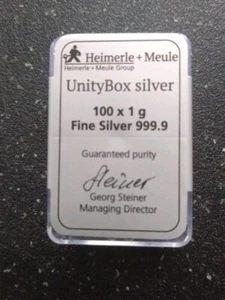 Heimerle + Meule
Heimerle + Meule Group
UnityBox silver
100 x 1 g
Fine Silver 999.9
Guaranteed purity
Steiner
Georg Steiner
Managing Director